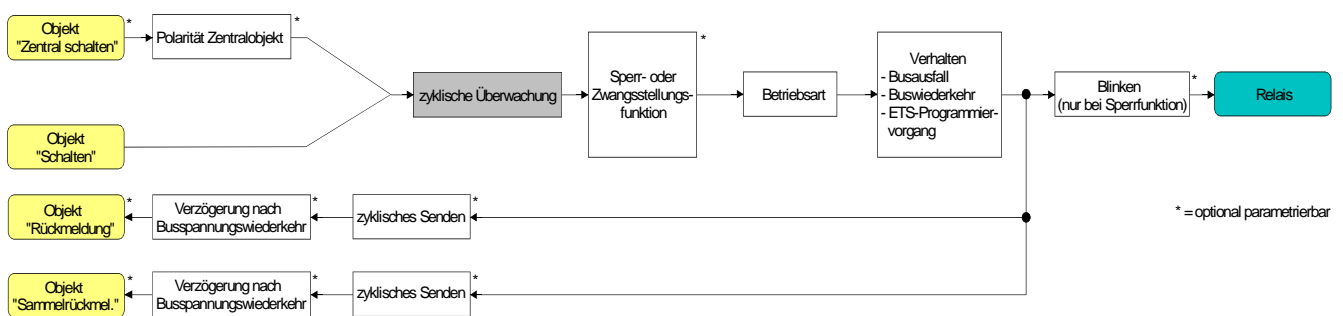 Objekt
"Zentral schalten"
*
Polarität Zentralobjekt
*
zyklische Überwachung
Sperr- oder
Zwangsstellungs-
funktion
*
Betriebsart
Verhalten
- Busausfall
- Buswiederkehr
- ETS-Programmier-
vorgang
Blinken
(nur bei Sperrfunktion)
*
Relais
Objekt
"Schalten"
Objekt
"Rückmeldung"
*
Verzögerung nach
Busspannungswiederkehr
*
zyklisches Senden
*
* = optional parametrierbar
Objekt
"Sammelrückmel."
*
Verzögerung nach
Busspannungswiederkehr
*
zyklisches Senden
*